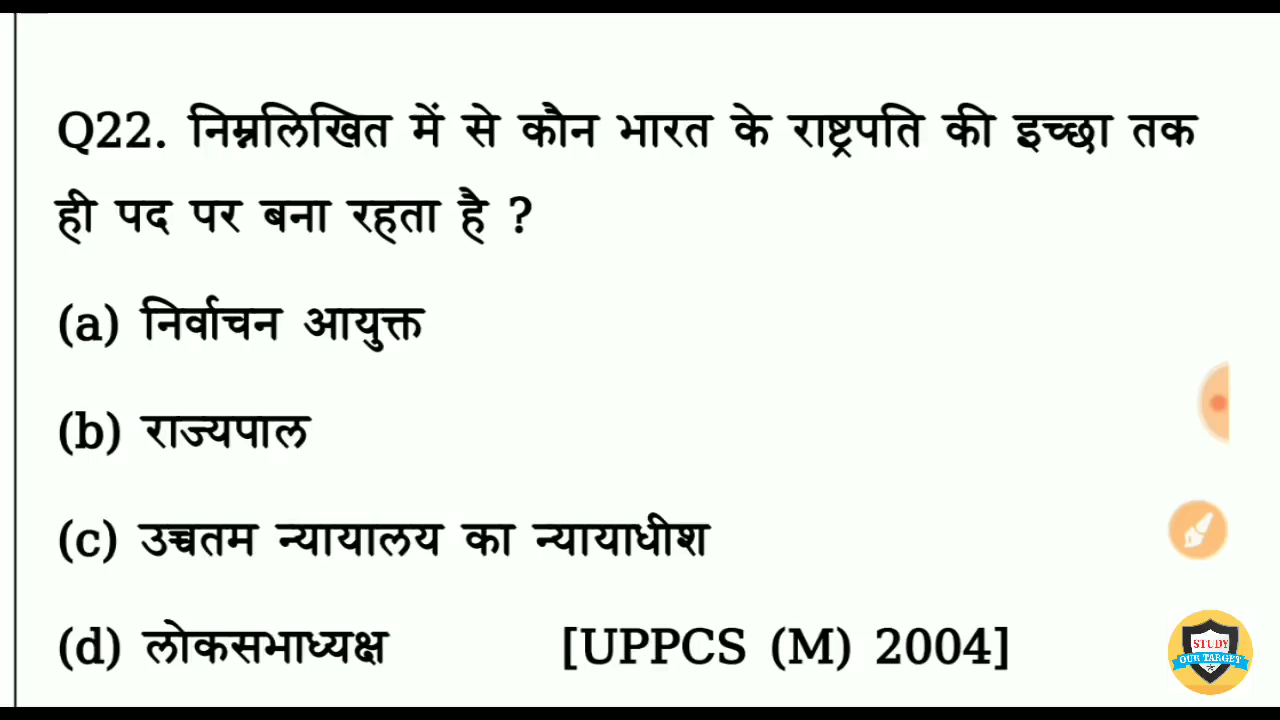 Q22. निम्नलिखित में से कौन भारत के राष्ट्रपति की इच्छा तक
ही पद पर बना रहता है ?
(a) निर्वाचन आयुक्त
(b) राज्यपाल
(c) उच्चतम न्यायालय का न्यायाधीश
(d) लोकसभाध्यक्ष [UPPCS (M) 2004]
STUDY
OUR TARGET